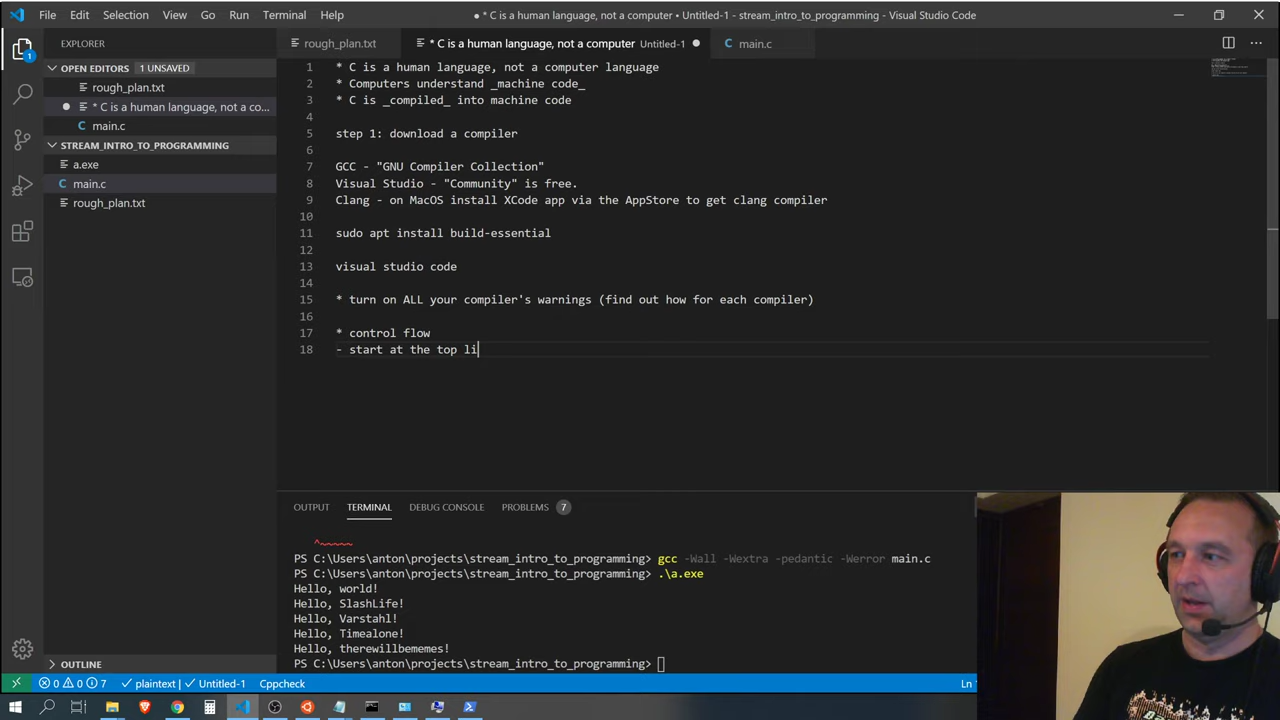 File Edit Selection View Go Run Terminal Help
● * C is a human language, not a computer • Untitled-1 - stream_intro_to_programming - Visual Studio Code
EXPLORER
OPEN EDITORS 1 UNSAVED
rough_plan.txt
* C is a human language, not a co...
main.c
STREAM_INTRO_TO_PROGRAMMING
a.exe
main.c
rough_plan.txt
OUTLINE
1
rough_plan.txt
* C is a human language, not a computer Untitled-1 ●
main.c
1 * C is a human language, not a computer language
2 * Computers understand _machine code_
3 * C is _compiled_ into machine code
4
5 step 1: download a compiler
6
7 GCC - "GNU Compiler Collection"
8 Visual Studio - "Community" is free.
9 Clang - on MacOS install XCode app via the AppStore to get clang compiler
10
11 sudo apt install build-essential
12
13 visual studio code
14
15 * turn on ALL your compiler's warnings (find out how for each compiler)
16
17 * control flow
18 - start at the top li
OUTPUT TERMINAL DEBUG CONSOLE PROBLEMS 7
^~~~~~
PS C:\Users\anton\projects\stream_intro_to_programming> gcc -Wall -Wextra -pedantic -Werror main.c
PS C:\Users\anton\projects\stream_intro_to_programming> .\a.exe
Hello, world!
Hello, SlashLife!
Hello, Varstahl!
Hello, Timealone!
Hello, therewillbememes!
PS C:\Users\anton\projects\stream_intro_to_programming>
0 0 7 plaintext | Untitled-1 Cppcheck Ln